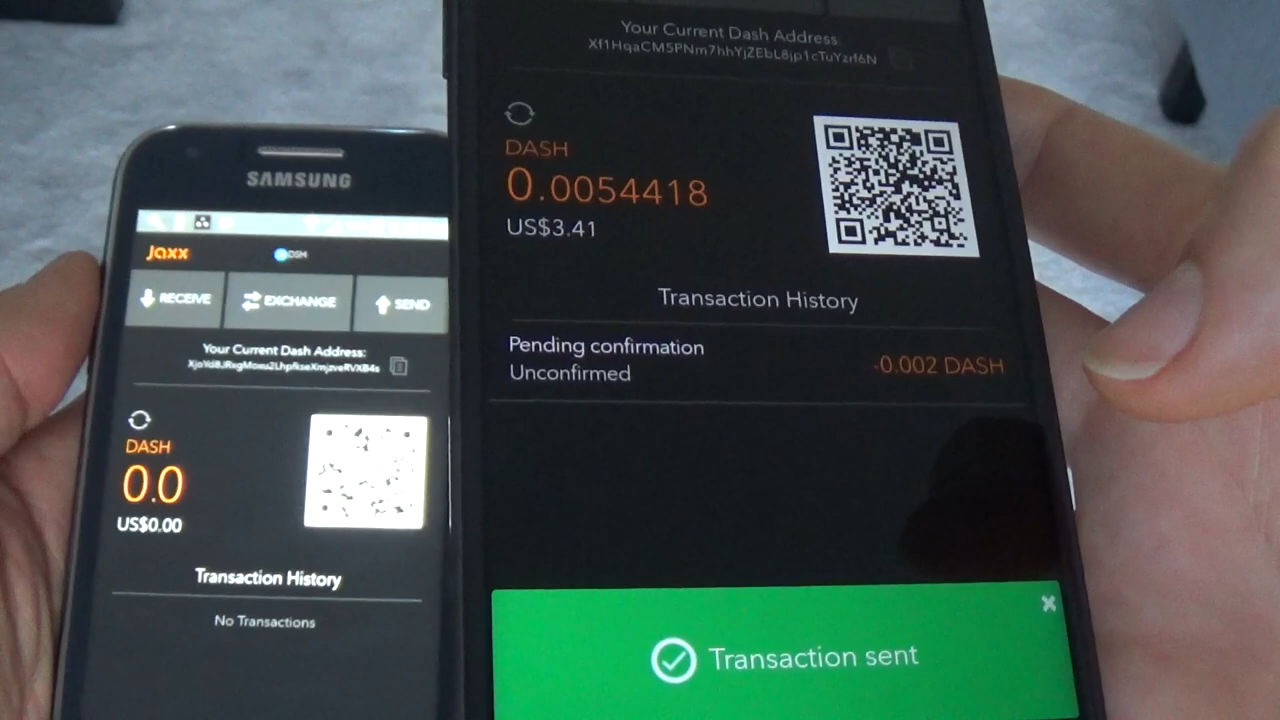 SAMSUNG
Jaxx
DSH
RECEIVE
EXCHANGE
SEND
Your Current Dash Address:
DASH
0.0
US$0.00
Transaction History
No Transactions
Your Current Dash Address:
Xf1HqaCM5PNm7hhYjZEbL8jp1cTuYzrf6N
DASH
0.0054418
US$3.41
Transaction History
Pending confirmation
Unconfirmed
-0.002 DASH
Transaction sent